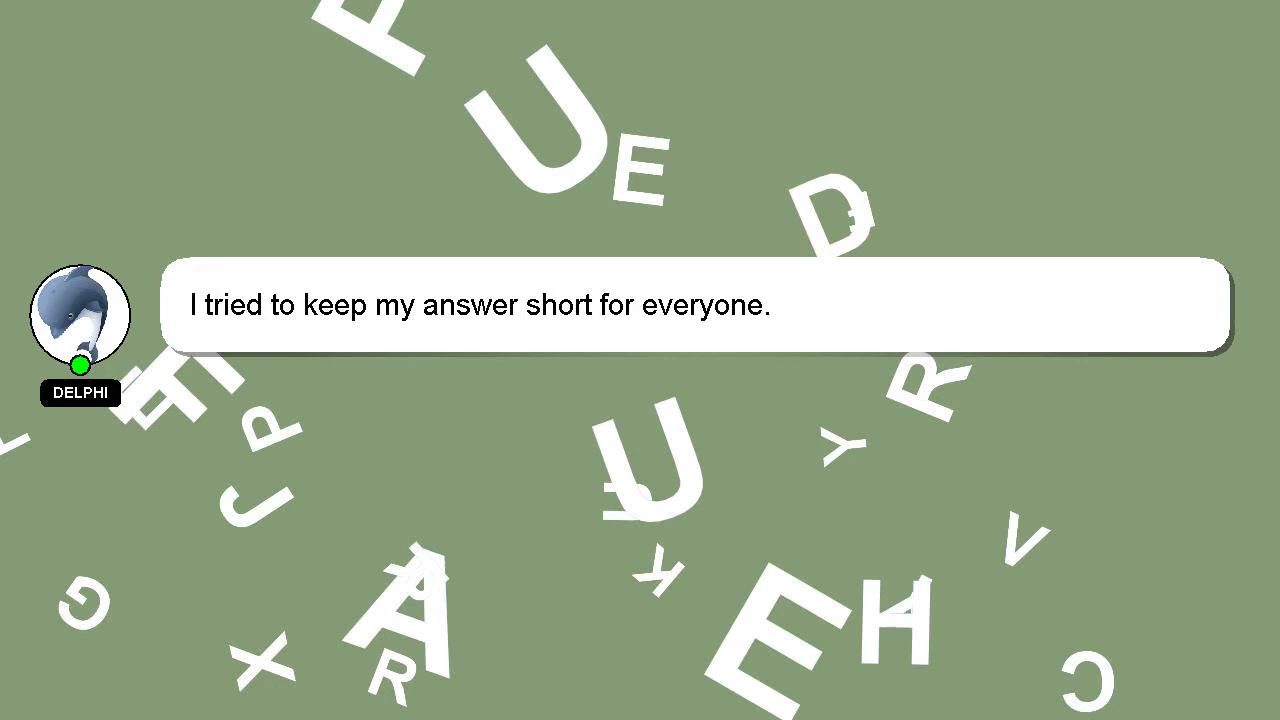 I tried to keep my answer short for everyone.
DELPHI
P
U
E
D
R
P
U
Y
J
V
K
G
A
E
H
X
R
C